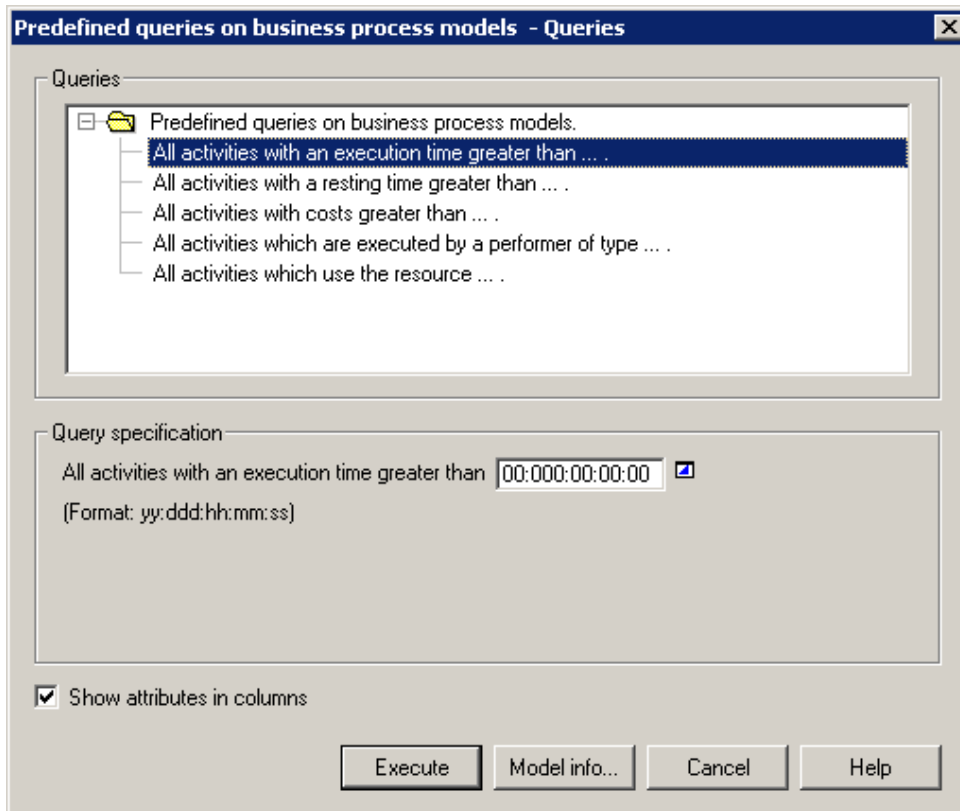 Predefined queries on business process models - Queries
Queries
Predefined queries on business process models.
All activities with an execution time greater than ... .
All activities with a resting time greater than ... .
All activities with costs greater than ... .
All activities which are executed by a performer of type ... .
All activities which use the resource ... .
Query specification
All activities with an execution time greater than 00:000:00:00:00
(Format: yy:ddd:hh:mm:ss)
Show attributes in columns
Execute Model info... Cancel Help